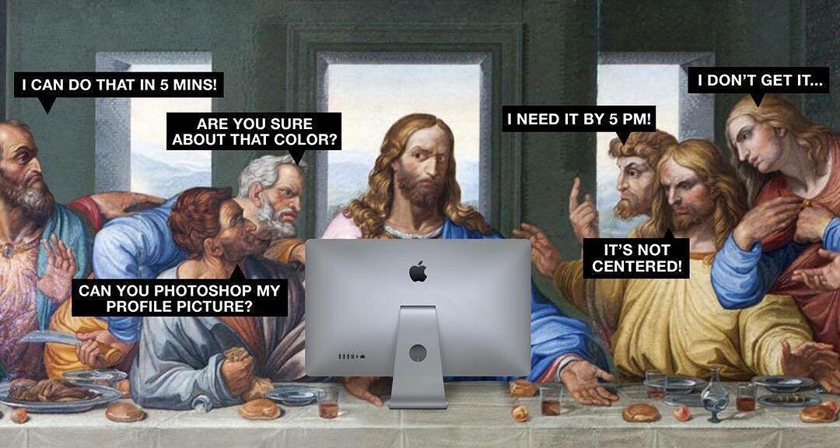 I CAN DO THAT IN 5 MINS!
ARE YOU SURE
ABOUT THAT COLOR?
CAN YOU PHOTOSHOP MY
PROFILE PICTURE?
I NEED IT BY 5 PM!
IT'S NOT
CENTERED!
I DON'T GET IT...